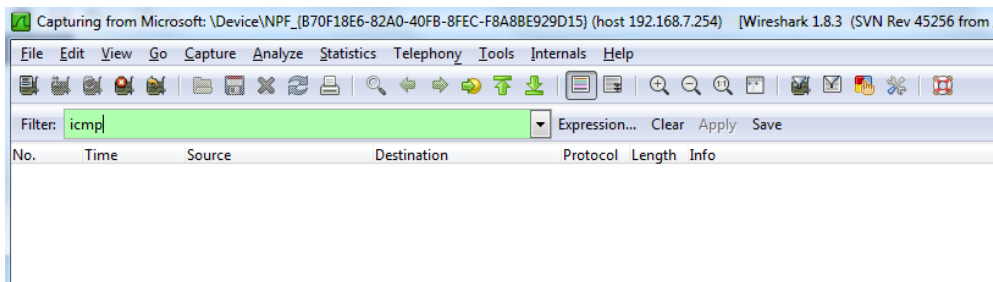 Capturing from Microsoft: \Device\NPF_{B70F18E6-82A0-40FB-8FEC-F8A8BE929D15} (host 192.168.7.254) [Wireshark 1.8.3 (SVN Rev 45256 from
File Edit View Go Capture Analyze Statistics Telephony Tools Internals Help
Filter: icmp Expression... Clear Apply Save
No. Time Source Destination Protocol Length Info